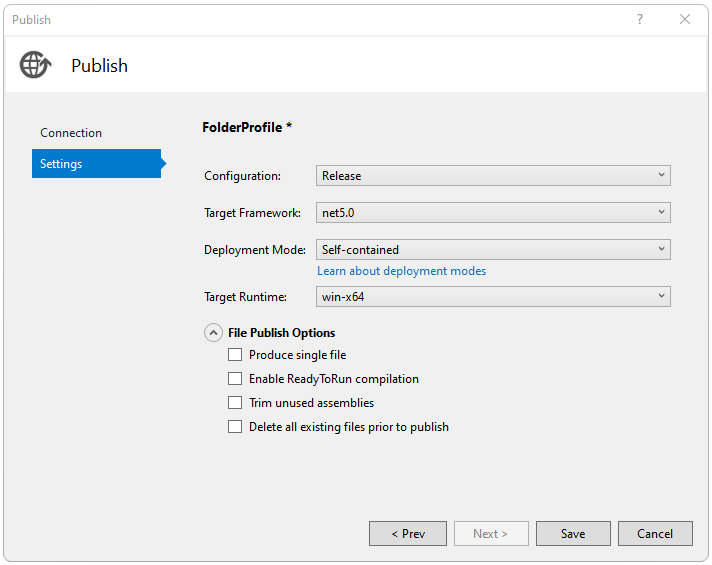 Publish
?
Publish
Connection
Settings
FolderProfile *
Configuration: Release
Target Framework: net5.0
Deployment Mode: Self-contained
Learn about deployment modes
Target Runtime: win-x64
File Publish Options
Produce single file
Enable ReadyToRun compilation
Trim unused assemblies
Delete all existing files prior to publish
< Prev Next > Save Cancel